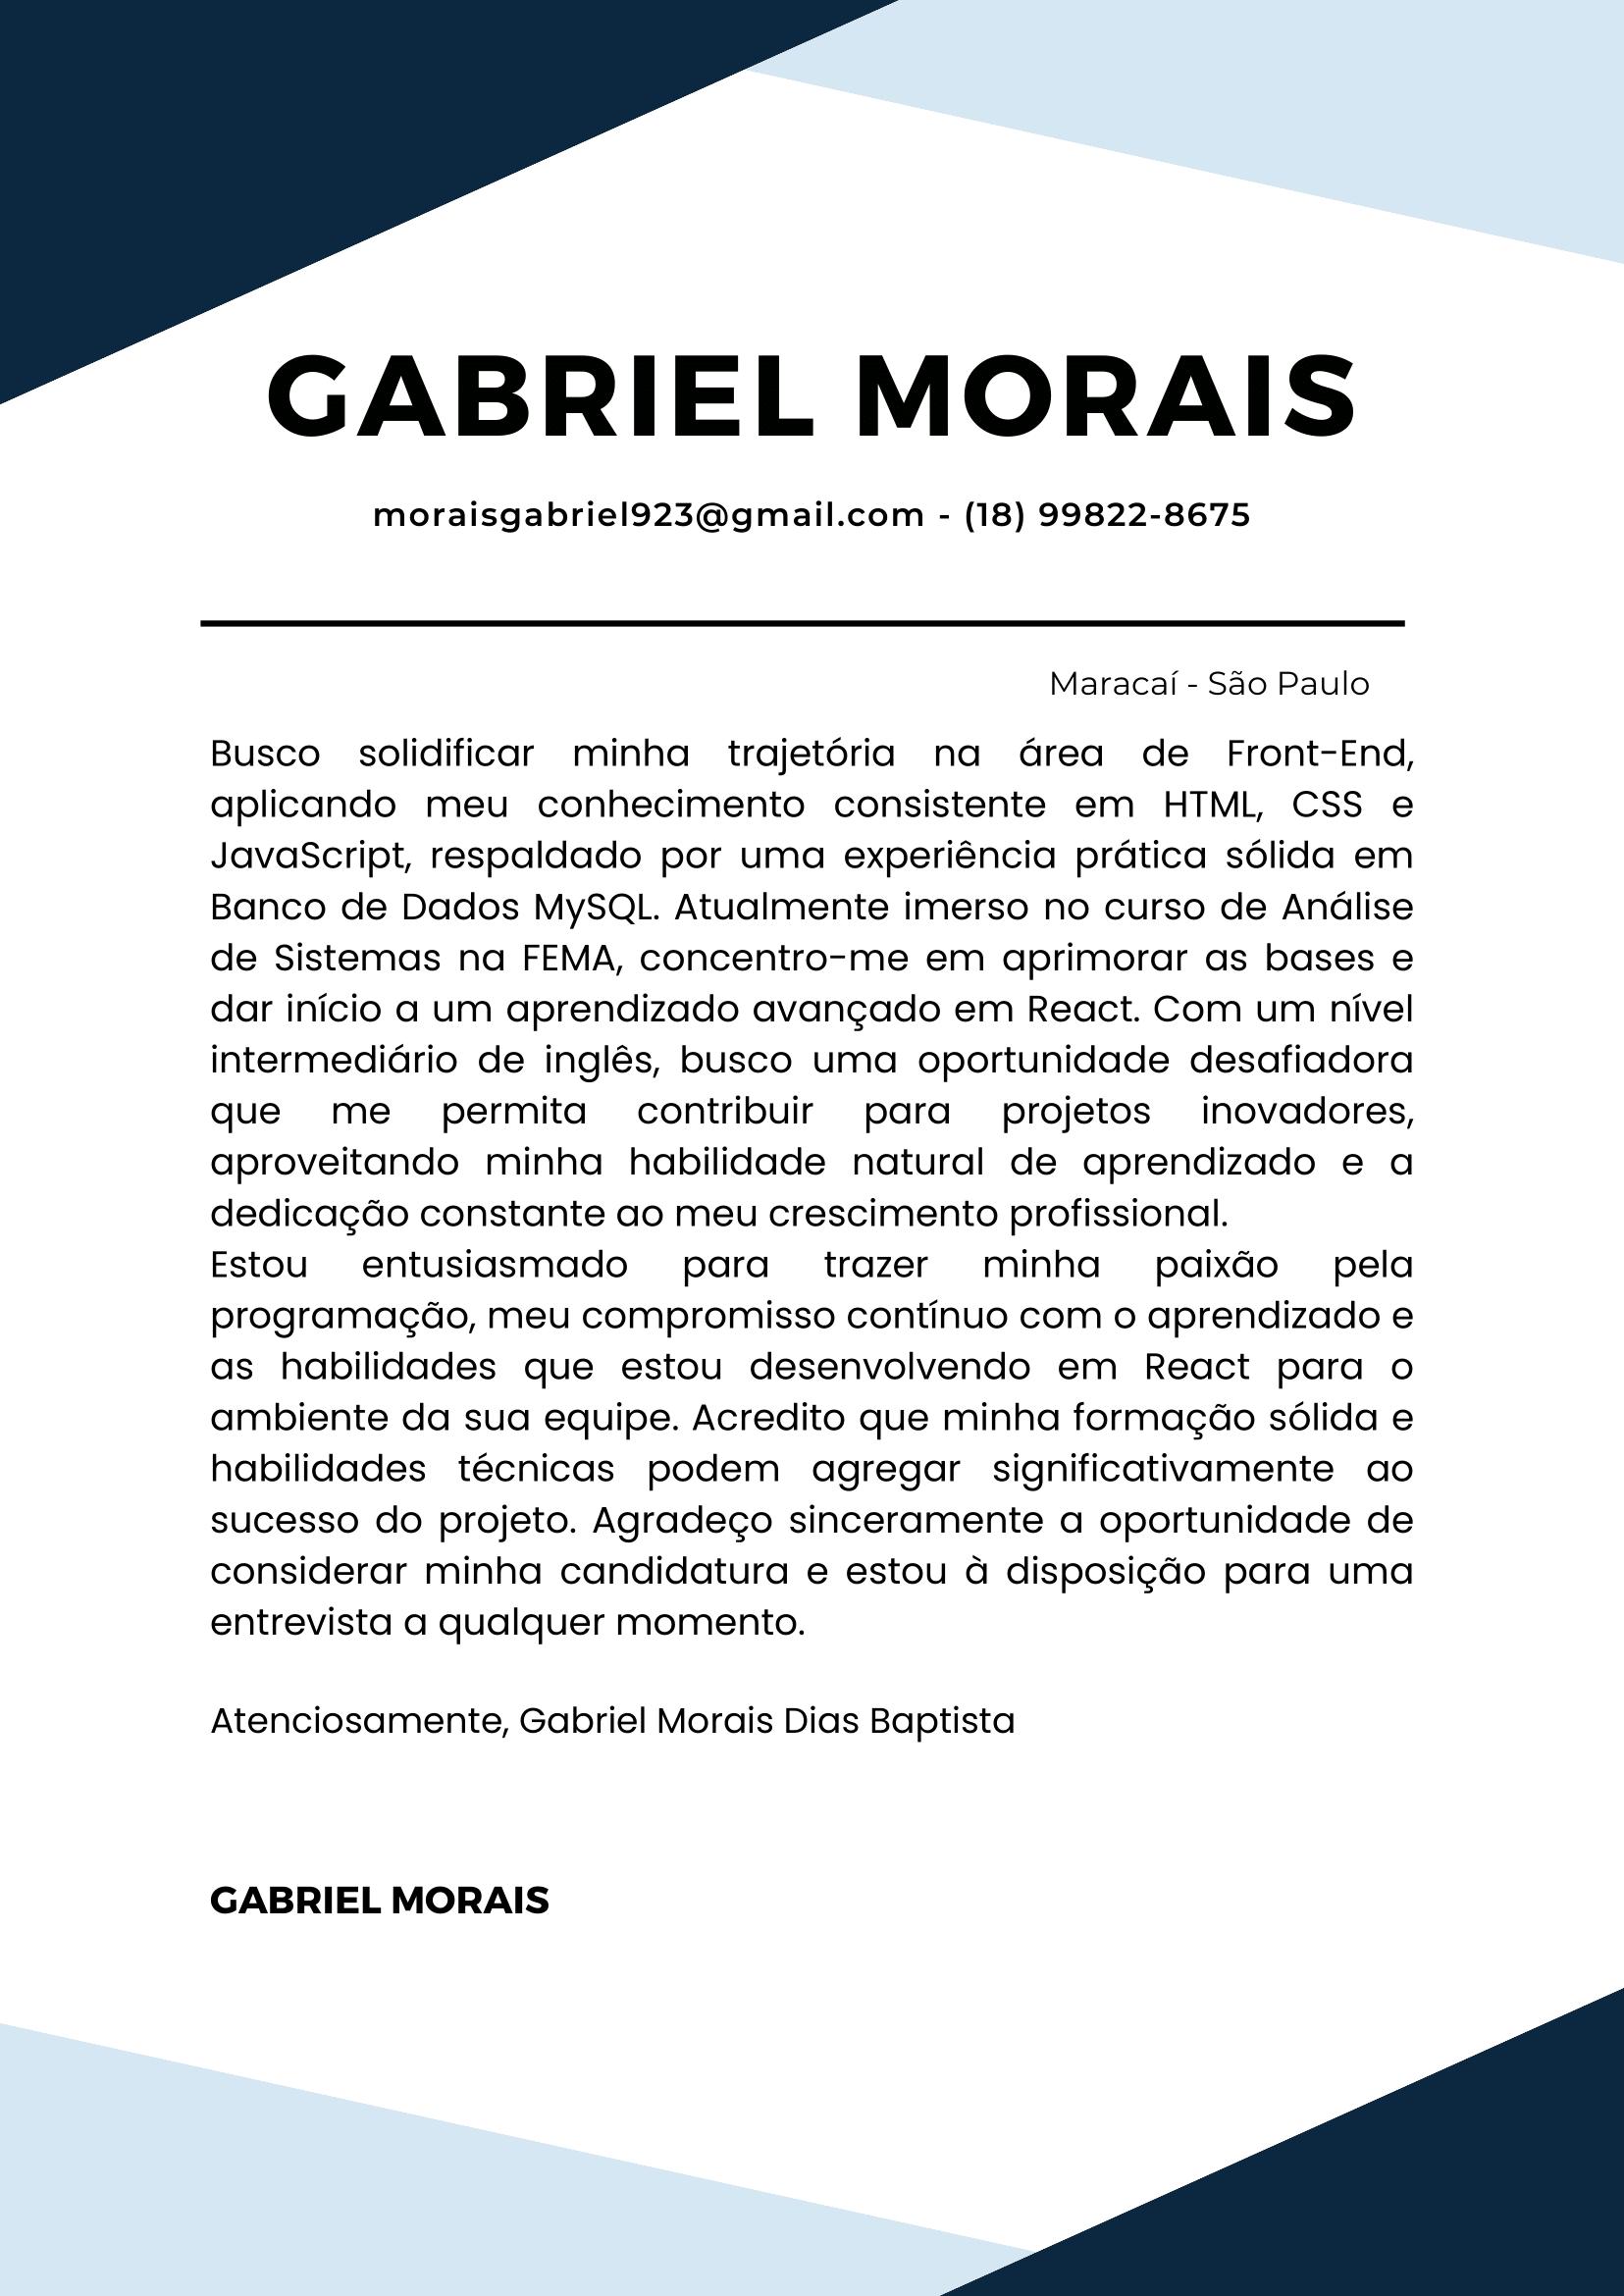 GABRIEL MORAIS
moraisgabriel923@gmail.com - (18) 99822-8675
Maracaí - São Paulo
Busco solidificar minha trajetória na área de Front-End,
aplicando meu conhecimento consistente em HTML, CSS e
JavaScript, respaldado por uma experiência prática sólida em
Banco de Dados MySQL. Atualmente imerso no curso de Análise
de Sistemas na FEMA, concentro-me em aprimorar as bases e
dar início a um aprendizado avançado em React. Com um nível
intermediário de inglês, busco uma oportunidade desafiadora
que me permita contribuir para projetos inovadores,
aproveitando minha habilidade natural de aprendizado e a
dedicação constante ao meu crescimento profissional.
Estou entusiasmado para trazer minha paixão pela
programação, meu compromisso contínuo com o aprendizado e
as habilidades que estou desenvolvendo em React para o
ambiente da sua equipe. Acredito que minha formação sólida e
habilidades técnicas podem agregar significativamente ao
sucesso do projeto. Agradeço sinceramente a oportunidade de
considerar minha candidatura e estou à disposição para uma
entrevista a qualquer momento.
Atenciosamente, Gabriel Morais Dias Baptista
GABRIEL MORAIS